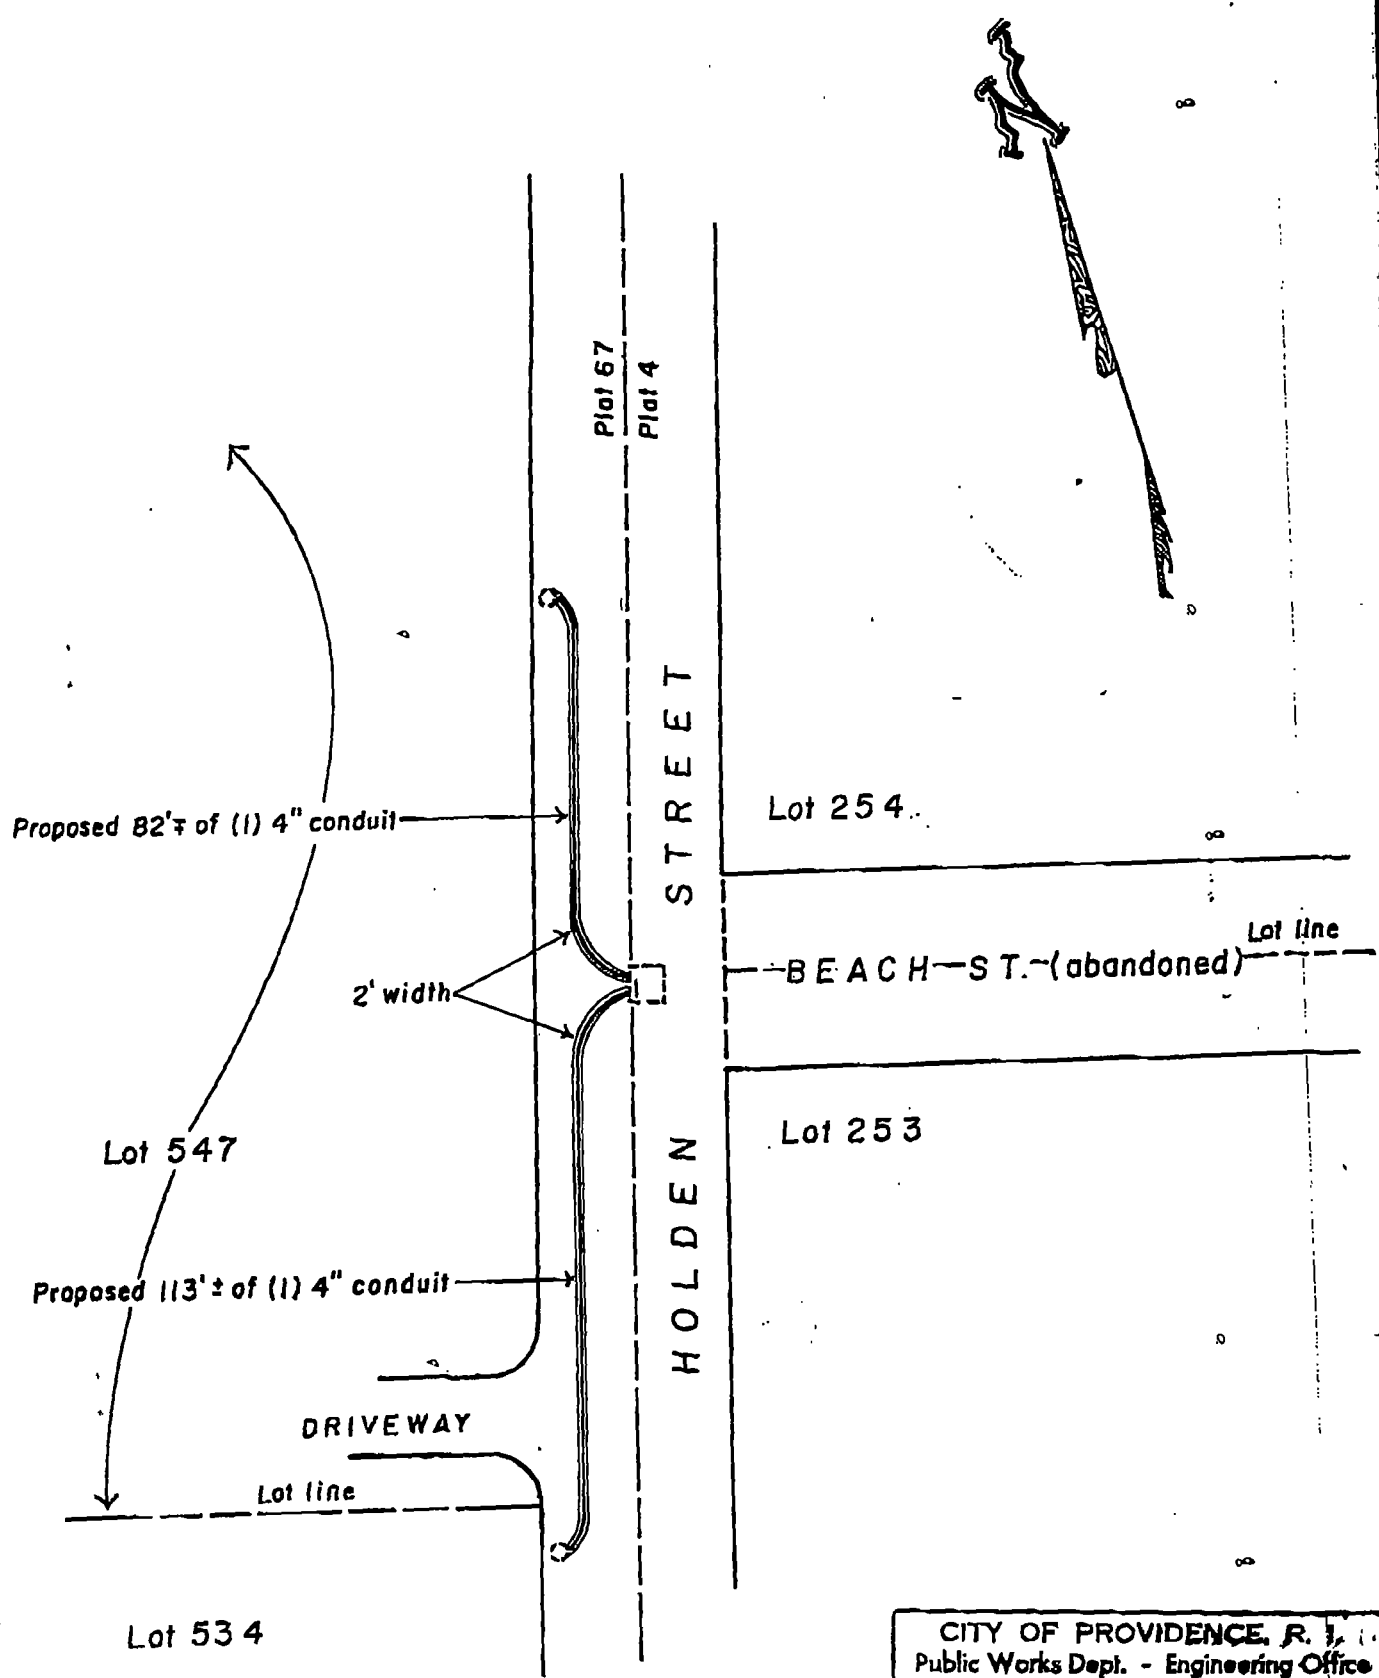 N
Plat 67
Plat 4
STREET
Lot 254
Proposed 82'∓ of (1) 4" conduit
Lot line
BEACH ST. (abandoned)
2' width
Lot 253
Lot 547
HOLDEN
Proposed 113'± of (1) 4" conduit
DRIVEWAY
Lot line
Lot 534
CITY OF PROVIDENCE, R. I.
Public Works Dept. - Engineering Office